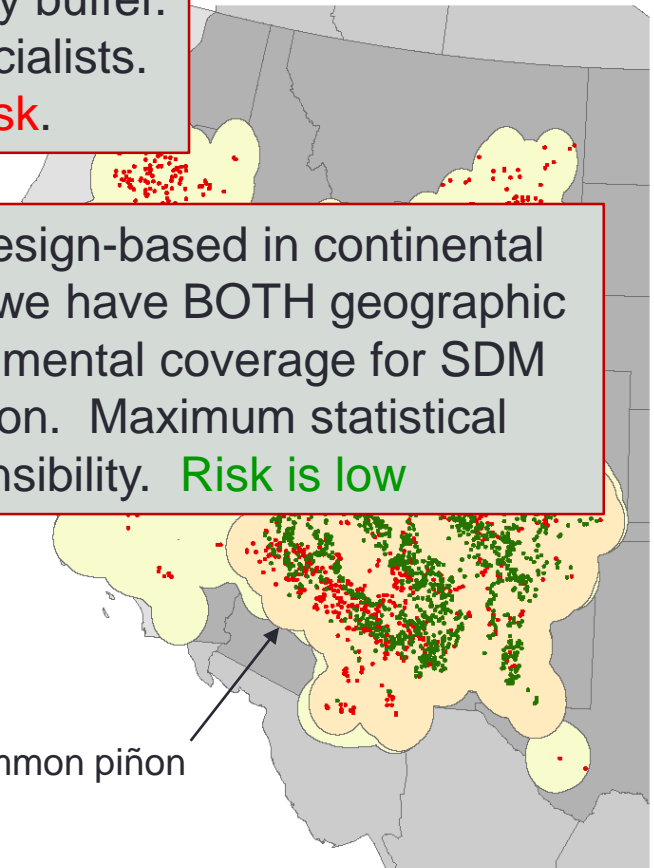 y buffer.
cialists.
sk.
esign-based in continental
we have BOTH geographic
mental coverage for SDM
on. Maximum statistical
nsibility. Risk is low
mmon piñon